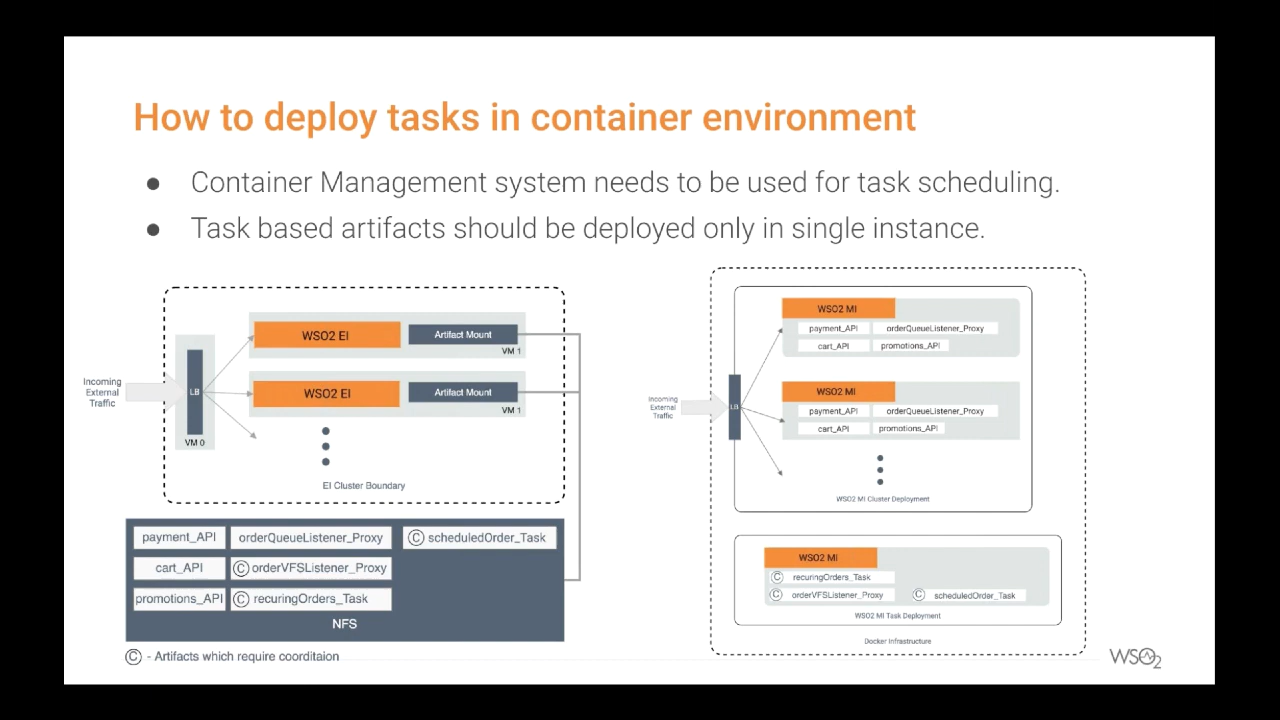 How to deploy tasks in container environment
● Container Management system needs to be used for task scheduling.
● Task based artifacts should be deployed only in single instance.
Incoming
External
Traffic
LB
VM 0
WSO2 EI
Artifact Mount
VM 1
WSO2 EI
Artifact Mount
VM 1
EI Cluster Boundary
payment_API
orderQueueListener_Proxy
© scheduledOrder_Task
cart_API
© orderVFSListener_Proxy
promotions_API
© recuringOrders_Task
NFS
© - Artifacts which require coorditaion
Incoming
External
Traffic
LB
WSO2 MI
payment_API
orderQueueListener_Proxy
cart_API
promotions_API
WSO2 MI
payment_API
orderQueueListener_Proxy
cart_API
promotions_API
WSO2 MI Cluster Deployment
WSO2 MI
© recuringOrders_Task
© orderVFSListener_Proxy
© scheduledOrder_Task
WSO2 MI Task Deployment
Docker Infrastructure
WSO2